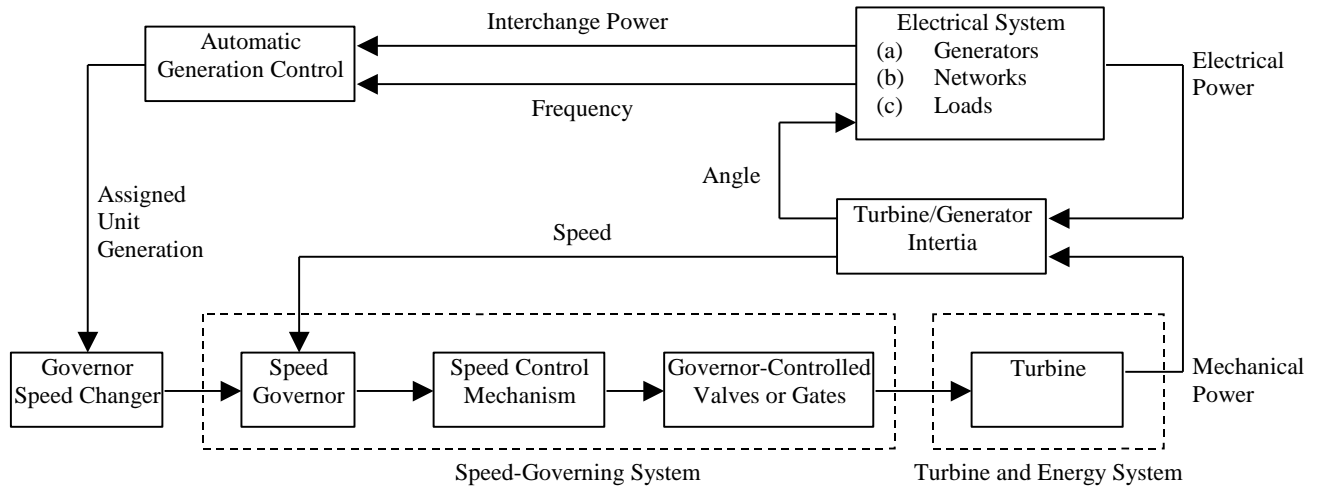 Interchange Power
Automatic
Generation Control
Frequency
Electrical System
(a) Generators
(b) Networks
(c) Loads
Electrical
Power
Angle
Assigned
Unit
Generation
Turbine/Generator
Intertia
Speed
Governor
Speed Changer
Speed
Governor
Speed Control
Mechanism
Governor-Controlled
Valves or Gates
Turbine
Mechanical
Power
Speed-Governing System
Turbine and Energy System